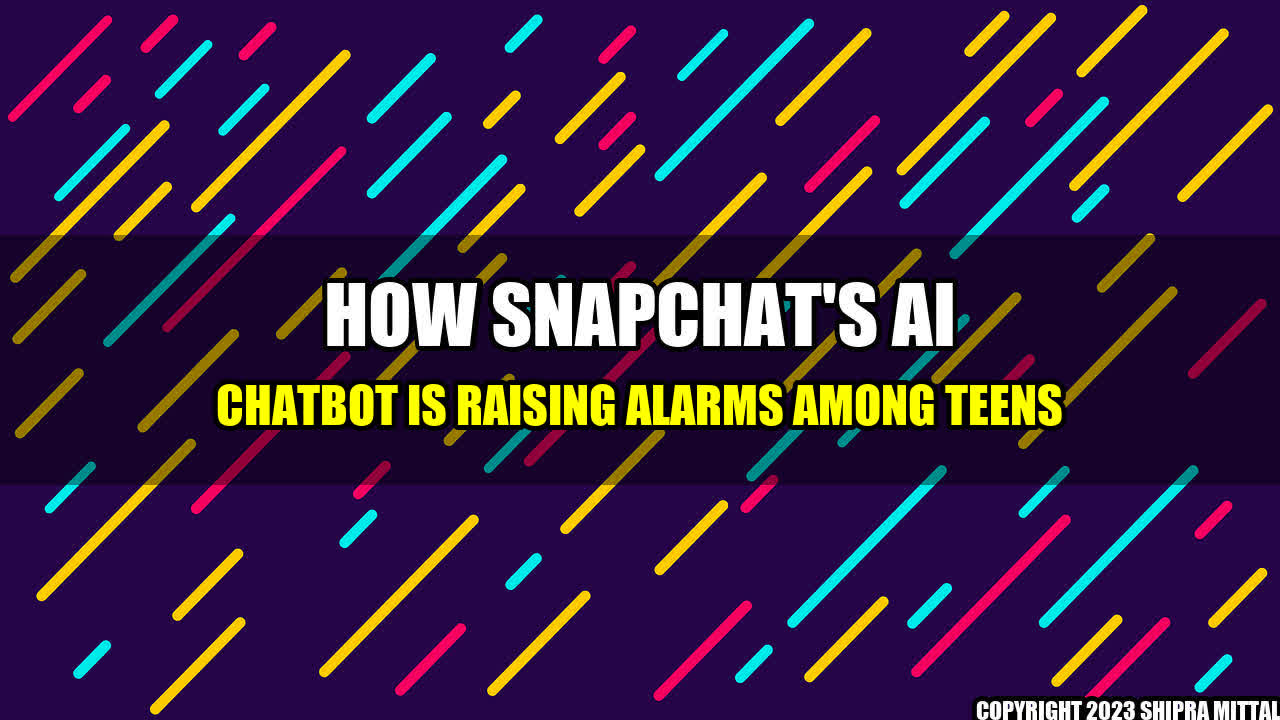 HOW SNAPCHAT'S AI
CHATBOT IS RAISING ALARMS AMONG TEENS
COPYRIGHT 2023 SHIPRA MITTAL